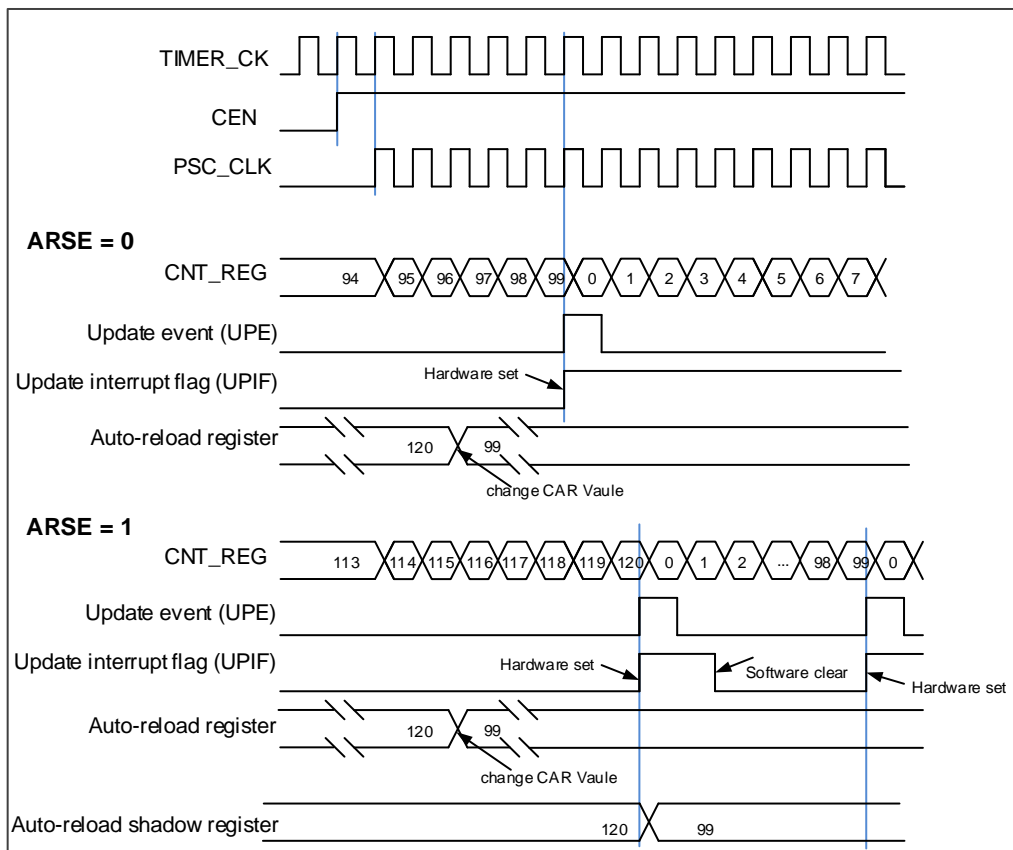 TIMER_CK
CEN
PSC_CLK
ARSE = 0
CNT_REG 94 95 96 97 98 99 0 1 2 3 4 5 6 7
Update event (UPE)
Update interrupt flag (UPIF) Hardware set
Auto-reload register 120 99
change CAR Vaule
ARSE = 1
CNT_REG 113 114 115 116 117 118 119 120 0 1 2 ... 98 99 0
Update event (UPE)
Update interrupt flag (UPIF) Hardware set Software clear Hardware set
Auto-reload register 120 99
change CAR Vaule
Auto-reload shadow register 120 99